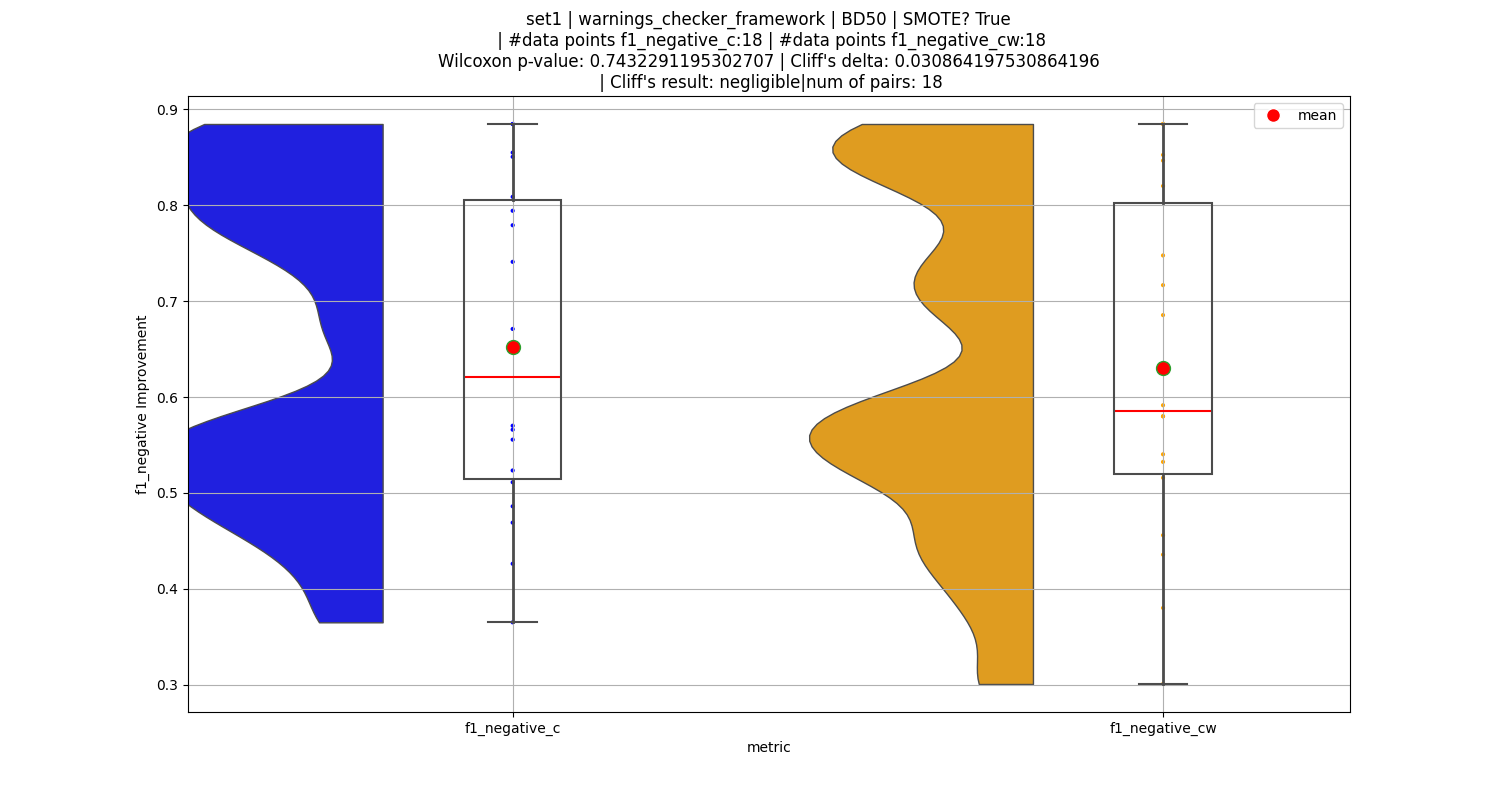 set1 | warnings_checker_framework | BD50 | SMOTE? True
| #data points f1_negative_c:18 | #data points f1_negative_cw:18
Wilcoxon p-value: 0.7432291195302707 | Cliff's delta: 0.030864197530864196
| Cliff's result: negligible|num of pairs: 18
mean
0.9
0.8
0.7
0.6
0.5
0.4
0.3
f1_negative Improvement
f1_negative_c
f1_negative_cw
metric